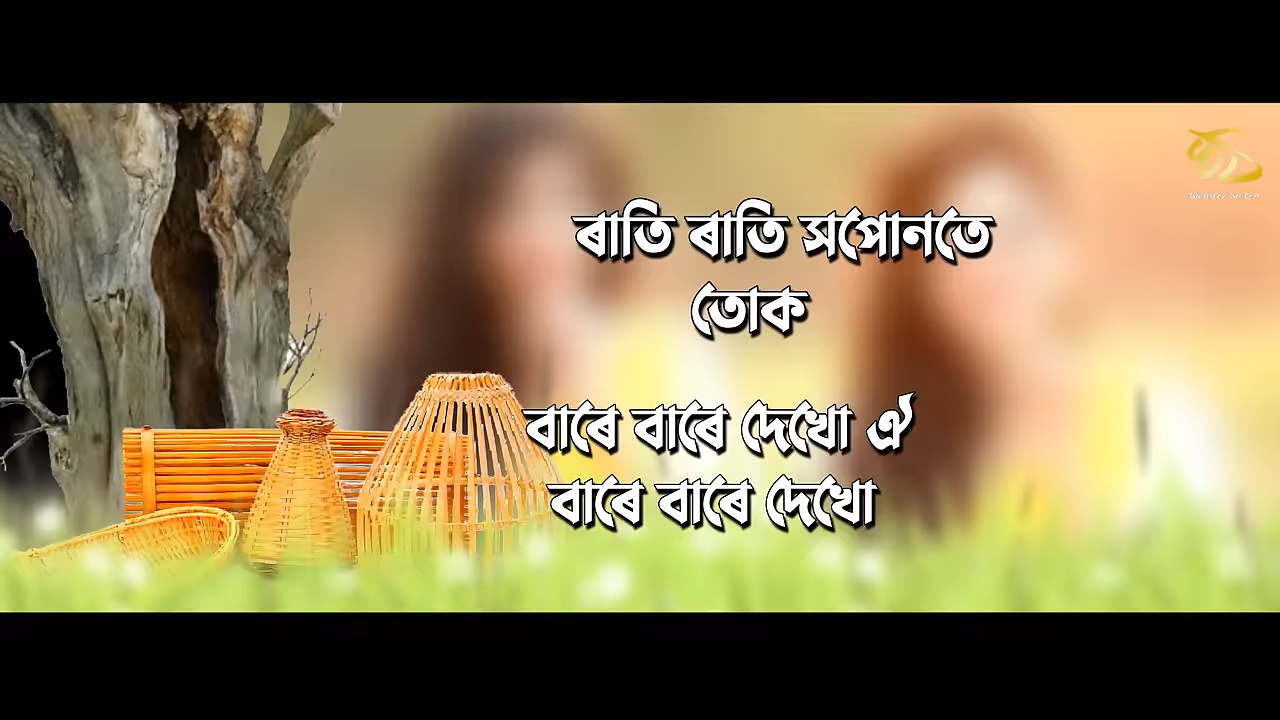 ৰাতি ৰাতি সপোনতে
তোক
বাৰে বাৰে দেখো ঐ
বাৰে বাৰে দেখো